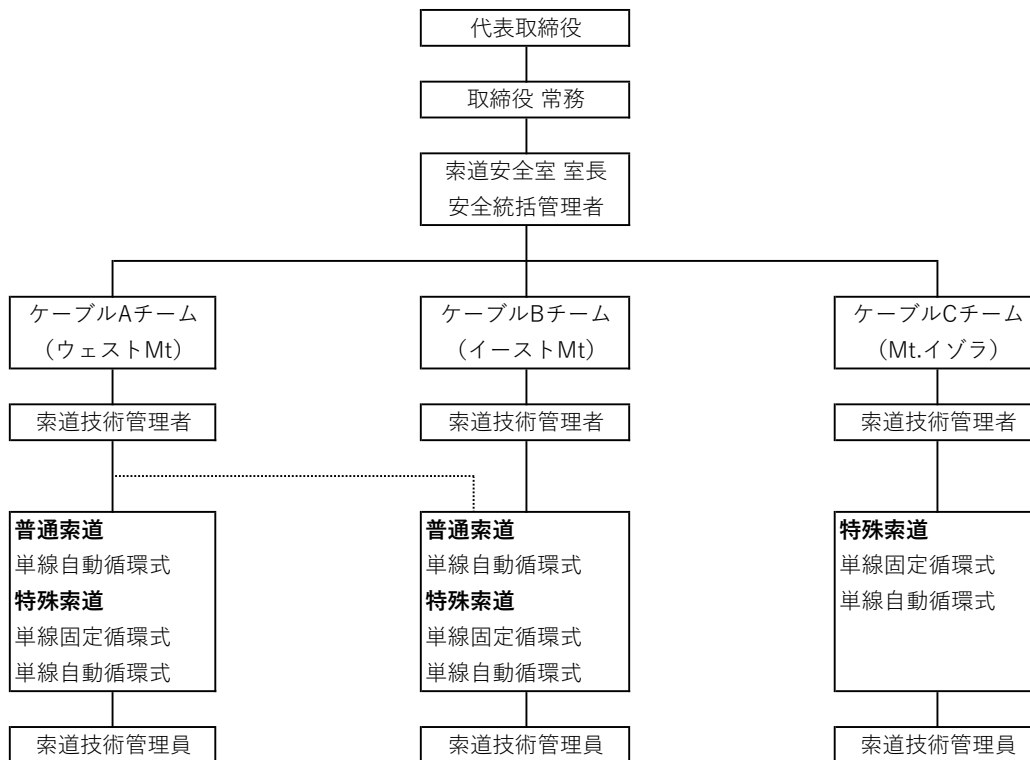 代表取締役
取締役 常務
索道安全室 室長
安全統括管理者
ケーブルAチーム
（ウェストMt）
ケーブルBチーム
（イーストMt）
ケーブルCチーム
（Mt.イゾラ）
索道技術管理者
索道技術管理者
索道技術管理者
普通索道
単線自動循環式
特殊索道
単線固定循環式
単線自動循環式
普通索道
単線自動循環式
特殊索道
単線固定循環式
単線自動循環式
特殊索道
単線固定循環式
単線自動循環式
索道技術管理員
索道技術管理員
索道技術管理員